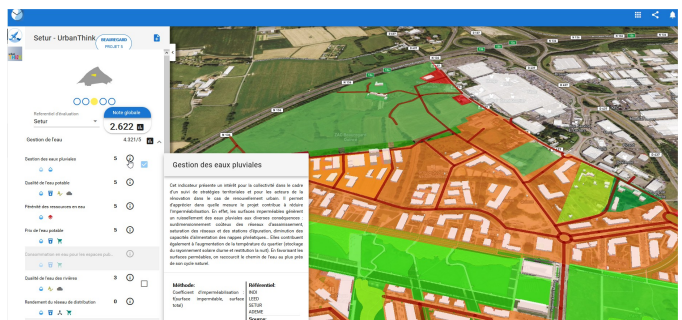 Setur - UrbanThink
BEAUREGARD
PROJET 5
Référentiel d'évaluation
Setur
Note globale
2.622
Gestion de l'eau
4.321/5
Gestion des eaux pluviales
5
Qualité de l'eau potable
5
Pérénité des ressources en eau
5
Prix de l'eau potable
5
Consommation en eau pour les espaces pub...
Qualité de l'eau des rivières
3
Rendement du réseau de distribution
0
Gestion des eaux pluviales
Cet indicateur présente un intérêt pour la collectivité dans le cadre
d'un suivi de stratégies territoriales et pour les acteurs de la
rénovation dans le cas de renouvellement urbain. Il permet
d'apprécier dans quelle mesure le projet contribue à réduire
l'imperméabilisation. En effet, les surfaces imperméables génèrent
un ruissellement des eaux pluviales aux diverses conséquences :
surdimensionnement coûteux des réseaux d'assainissement,
saturation des réseaux et des stations d'épuration, diminution des
capacités d'alimentation des nappes phréatiques... Elles contribuent
également à l'augmentation de la température du quartier (stockage
du rayonnement solaire diurne et restitution la nuit). En favorisant les
surfaces perméables, on raccourcit le chemin de l'eau au plus près
de son cycle naturel.
Méthode:
Coefficient d'imperméabilisation
(surface imperméable, surface
total)
Référentiel:
INDI
LEED
SETUR
ADEME
Source: